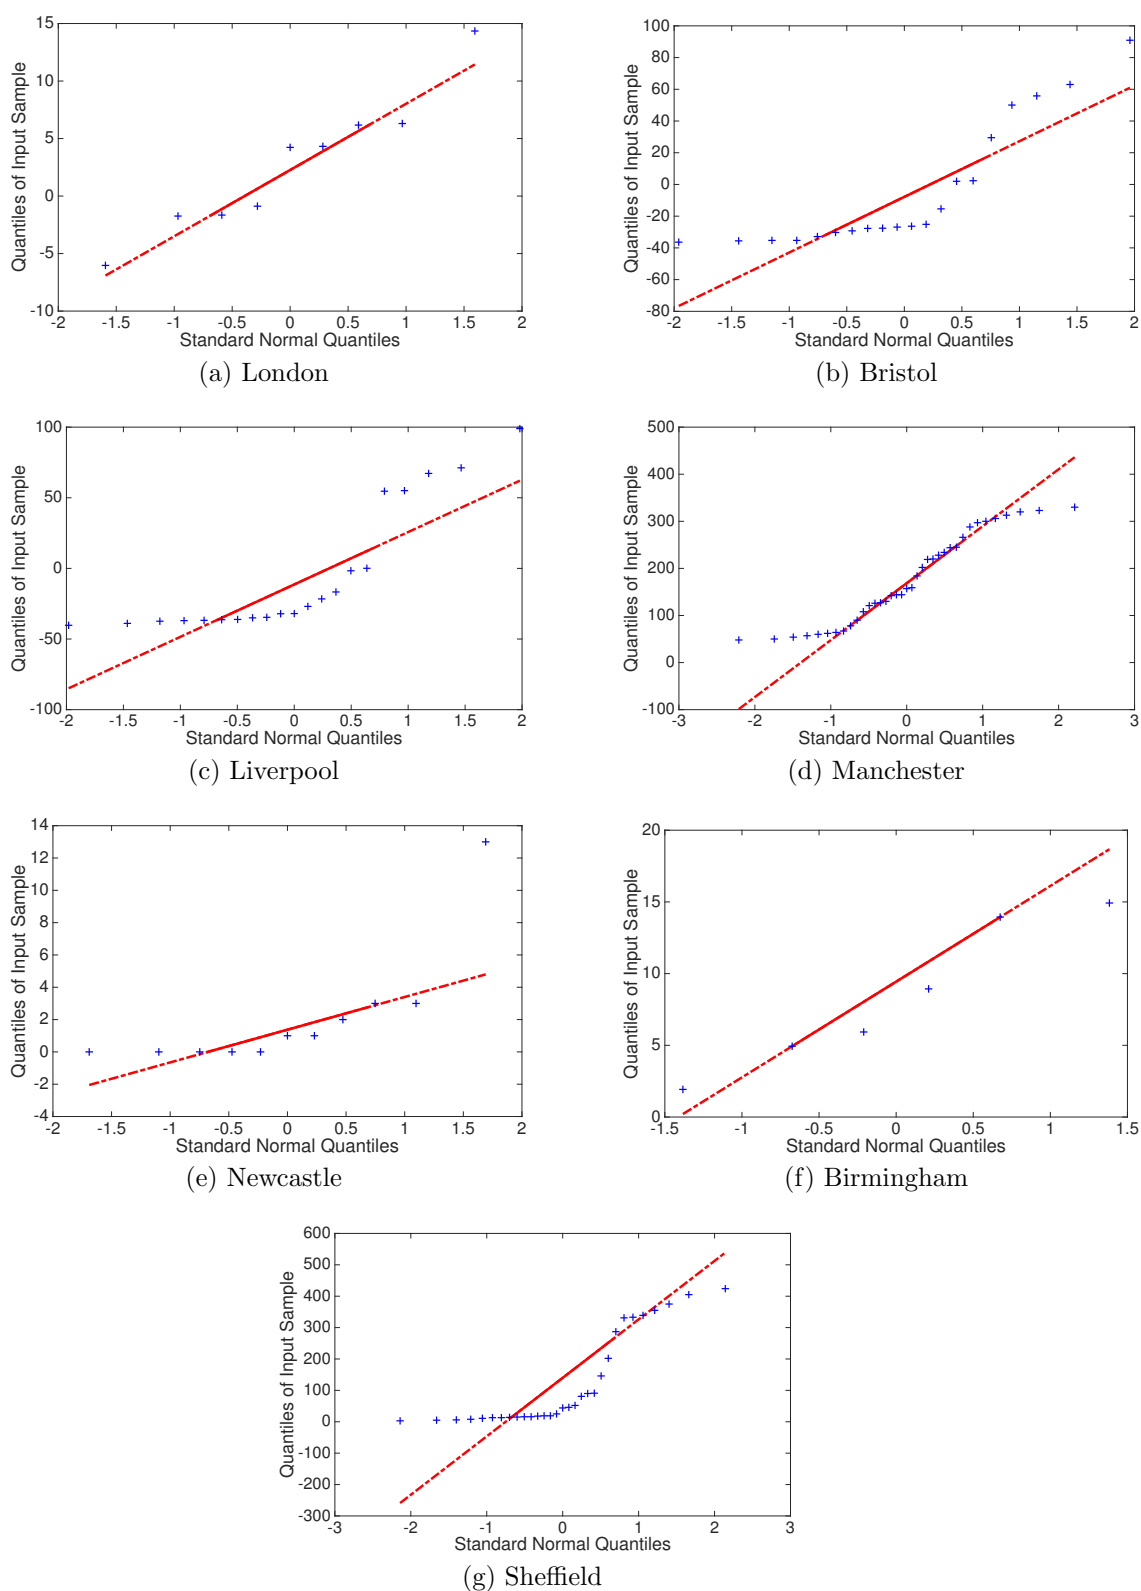 15
10
5
0
-5
-10
-2 -1.5 -1 -0.5 0 0.5 1 1.5 2
Quantiles of Input Sample
Standard Normal Quantiles
(a) London
100
80
60
40
20
0
-20
-40
-60
-80
-2 -1 0 1 2
Quantiles of Input Sample
Standard Normal Quantiles
(b) Bristol
100
50
0
-50
-100
-2 -1.5 -1 -0.5 0 0.5 1 1.5 2
Quantiles of Input Sample
Standard Normal Quantiles
(c) Liverpool
500
400
300
200
100
0
-100
-3 -2 -1 0 1 2 3
Quantiles of Input Sample
Standard Normal Quantiles
(d) Manchester
14
12
10
8
6
4
2
0
-2
-4
-2 -1.5 -1 -0.5 0 0.5 1 1.5 2
Quantiles of Input Sample
Standard Normal Quantiles
(e) Newcastle
20
15
10
5
0
-1.5 -1 -0.5 0 0.5 1 1.5
Quantiles of Input Sample
Standard Normal Quantiles
(f) Birmingham
600
500
400
300
200
100
0
-100
-200
-300
-3 -2 -1 0 1 2 3
Quantiles of Input Sample
Standard Normal Quantiles
(g) Sheffield